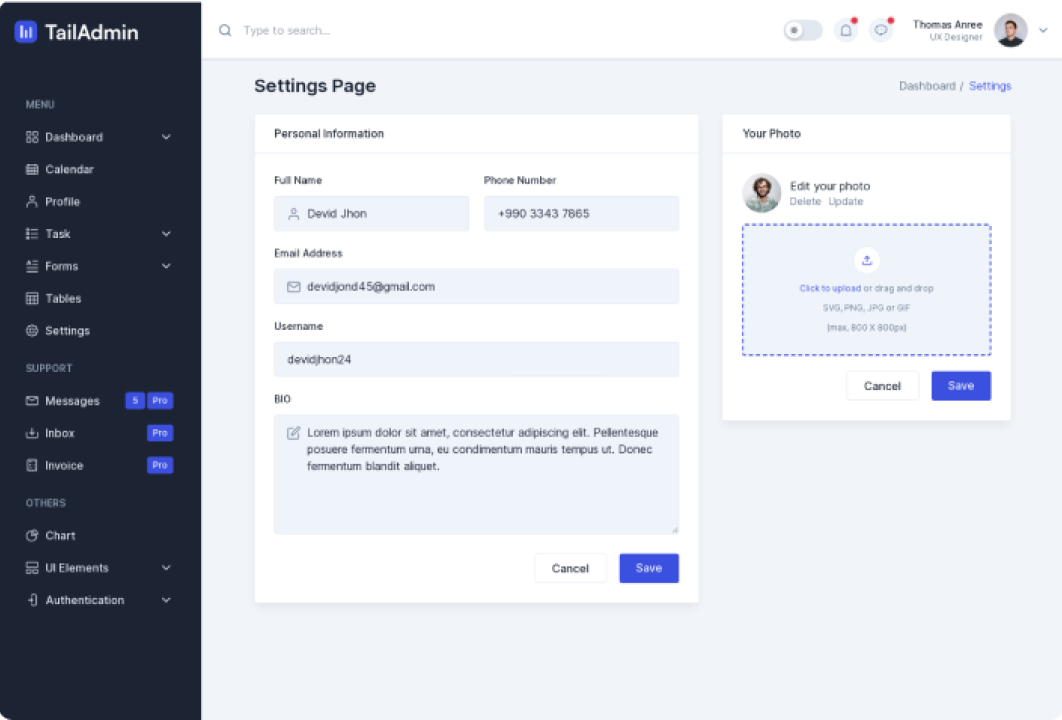 TailAdmin
Type to search...
Thomas Anree
UX Designer
MENU
Dashboard
Calendar
Profile
Task
Forms
Tables
Settings
SUPPORT
Messages 5 Pro
Inbox Pro
Invoice Pro
OTHERS
Chart
UI Elements
Authentication
Settings Page
Dashboard / Settings
Personal Information
Full Name
Phone Number
Devid Jhon
+990 3343 7865
Email Address
devidjond45@gmail.com
Username
devidjhon24
BIO
Lorem ipsum dolor sit amet, consectetur adipiscing elit. Pellentesque
posuere fermentum urna, eu condimentum mauris tempus ut. Donec
fermentum blandit aliquet.
Cancel
Save
Your Photo
Edit your photo
Delete Update
Click to upload or drag and drop
SVG, PNG, JPG or GIF
(max, 800 X 800px)
Cancel
Save